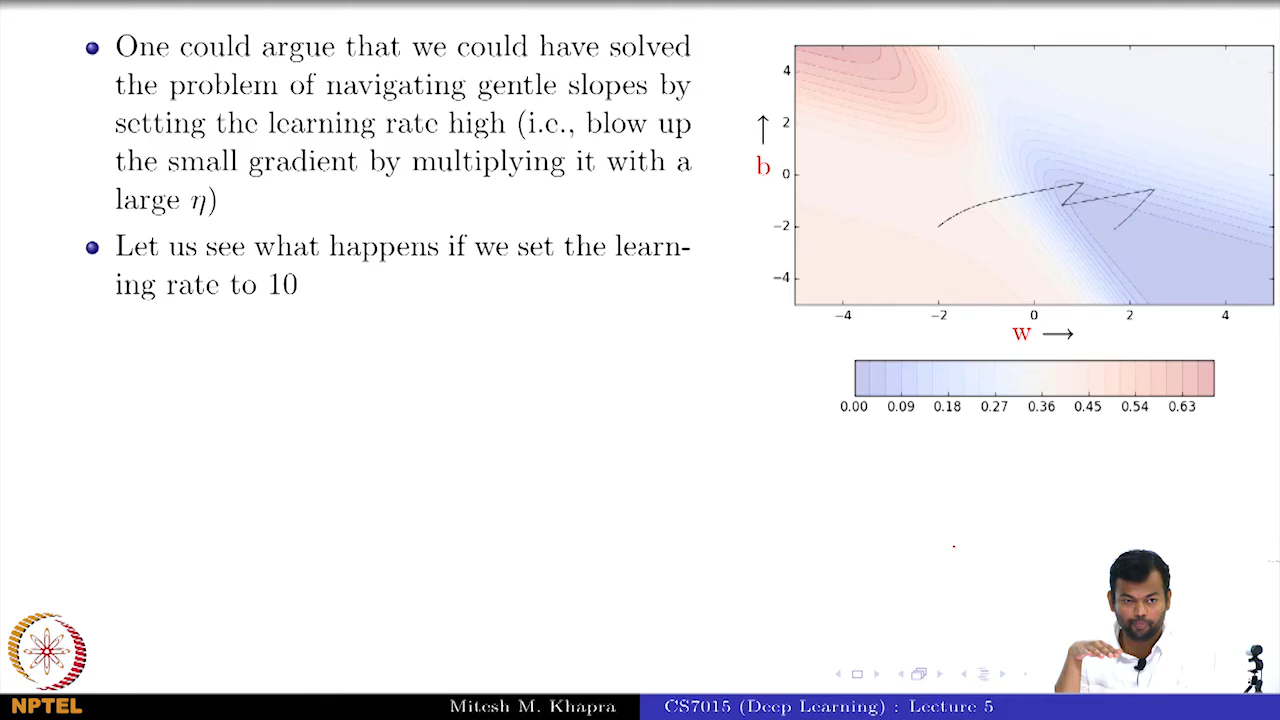 One could argue that we could have solved
the problem of navigating gentle slopes by
setting the learning rate high (i.e., blow up
the small gradient by multiplying it with a
large η)
Let us see what happens if we set the learn-
ing rate to 10
4
2
0
−2
−4
↑
b
−4 −2 0 2 4
w →
0.00 0.09 0.18 0.27 0.36 0.45 0.54 0.63
NPTEL
Mitesh M. Khapra CS7015 (Deep Learning) : Lecture 5